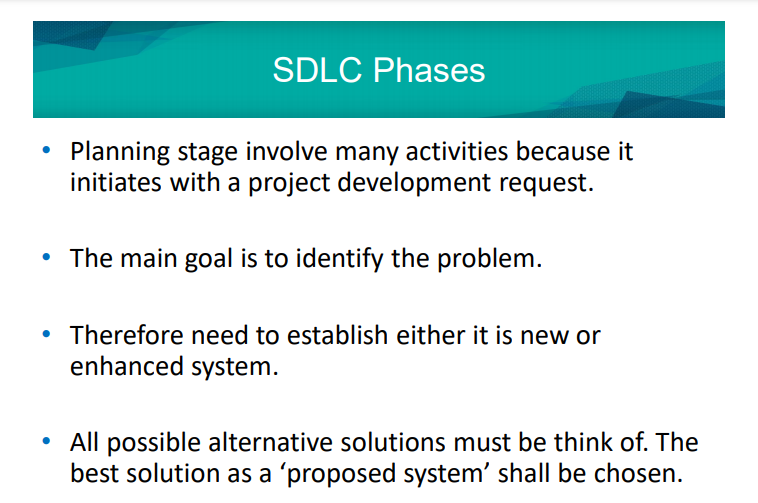 SDLC Phases
• Planning stage involve many activities because it
initiates with a project development request.
• The main goal is to identify the problem.
• Therefore need to establish either it is new or
enhanced system.
• All possible alternative solutions must be think of. The
best solution as a ‘proposed system’ shall be chosen.